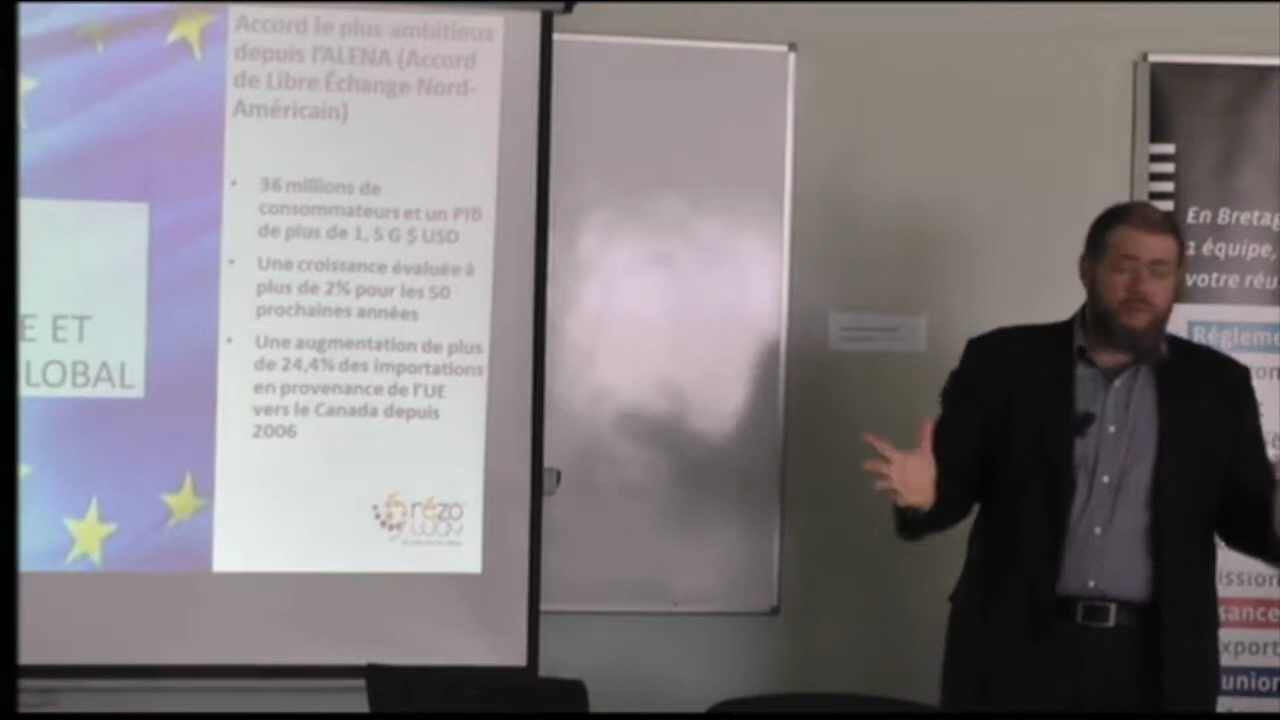 Accord le plus ambitieux
depuis l'ALENA (Accord
de Libre Échange Nord-
Américain)
• 36 millions de
consommateurs et un PIB
de plus de 1, 5 G $ USD
• Une croissance évaluée à
plus de 2% pour les 50
prochaines années
• Une augmentation de plus
de 24,4% des importations
en provenance de l'UE
vers le Canada depuis
2006
E ET
LOBAL
rézo
way
En Bretag
1 équipe,
votre réu
Régleme
ission
sance
xport
union